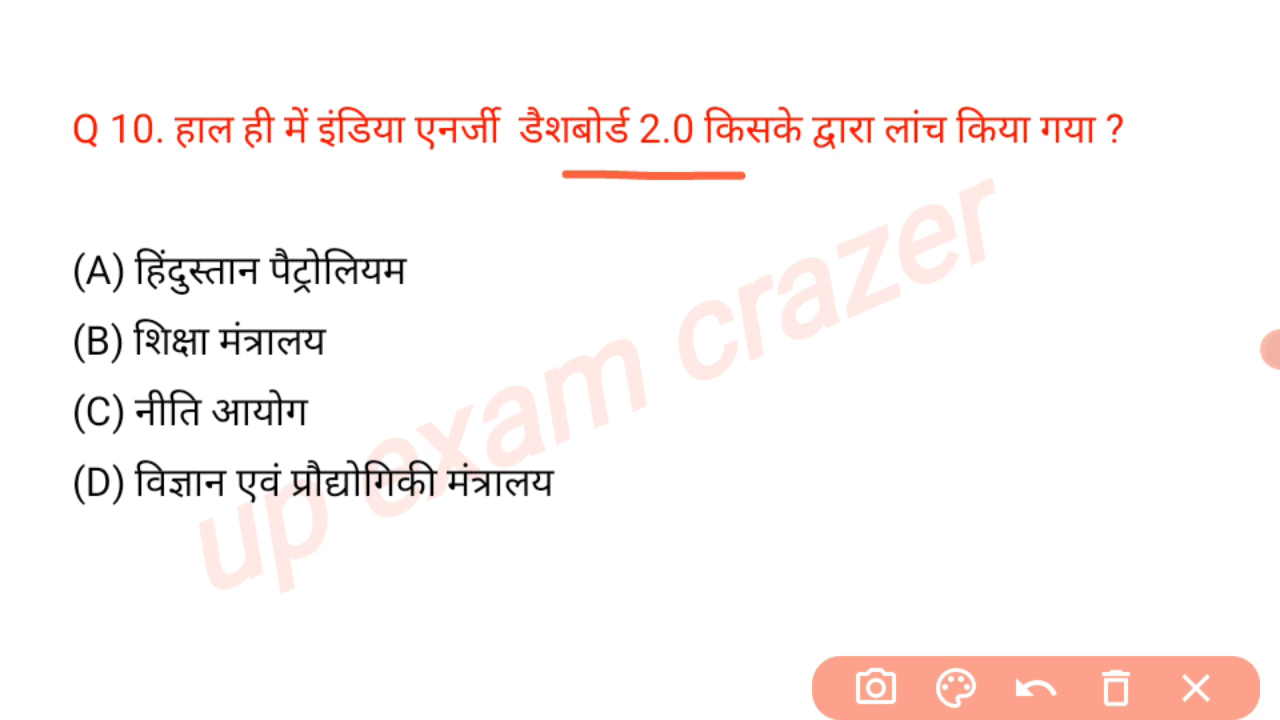 Q 10. हाल ही में इंडिया एनर्जी डैशबोर्ड 2.0 किसके द्वारा लांच किया गया ?
(A) हिंदुस्तान पैट्रोलियम
(B) शिक्षा मंत्रालय
(C) नीति आयोग
(D) विज्ञान एवं प्रौद्योगिकी मंत्रालय
up exam crazer